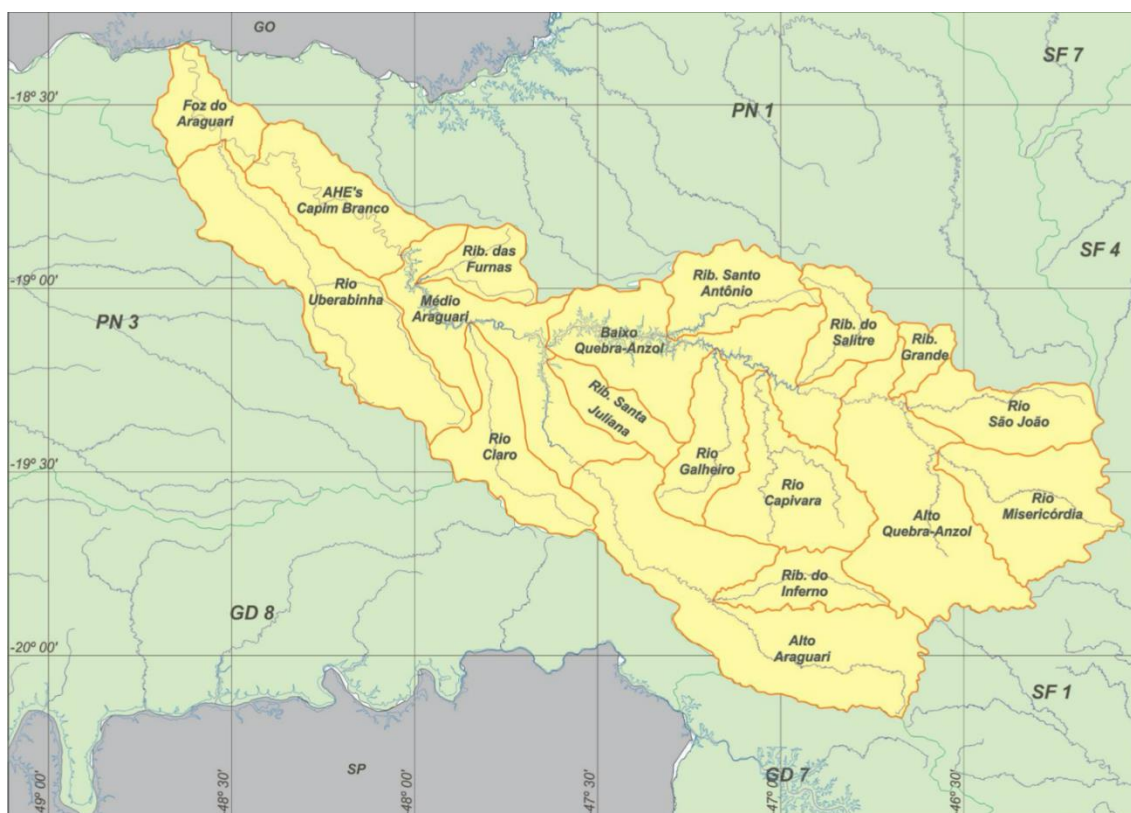 GO
SF 7
-18º 30'
Foz do
Araguari
PN 1
AHE's
Capim Branco
Rib. das
Furnas
SF 4
-19º 00'
Rib. Santo
Antônio
Rio
Uberabinha
Médio
Araguari
PN 3
Baixo
Quebra-Anzol
Rib. do
Salitre
Rib.
Grande
Rib. Santa
Juliana
Rio
São João
-19º 30'
Rio
Claro
Rio
Galheiro
Rio
Capivara
Alto
Quebra-Anzol
Rio
Misericórdia
Rib. do
Inferno
GD 8
-20º 00'
Alto
Araguari
SF 1
SP
GD 7
49º 00'
48º 30'
48º 00'
47º 30'
47º 00'
46º 30'